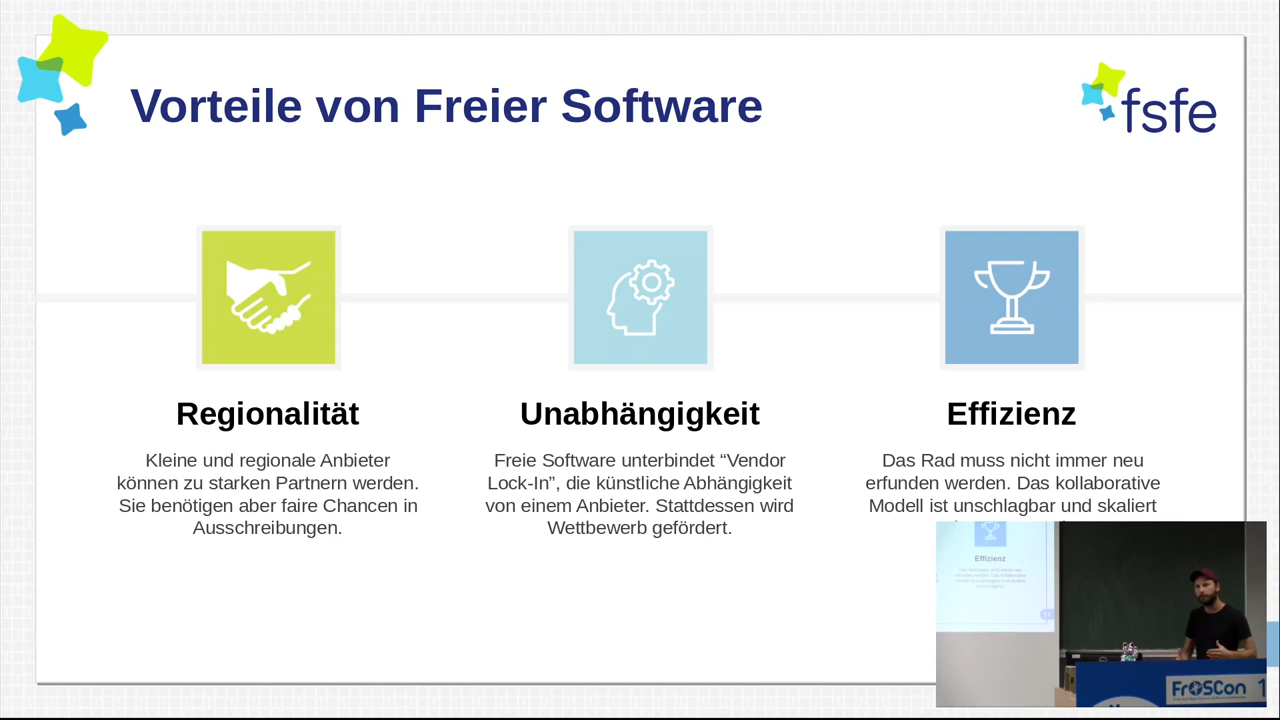 Vorteile von Freier Software
fsfe
Regionalität
Kleine und regionale Anbieter
können zu starken Partnern werden.
Sie benötigen aber faire Chancen in
Ausschreibungen.
Unabhängigkeit
Freie Software unterbindet “Vendor
Lock-In”, die künstliche Abhängigkeit
von einem Anbieter. Stattdessen wird
Wettbewerb gefördert.
Effizienz
Das Rad muss nicht immer neu
erfunden werden. Das kollaborative
Modell ist unschlagbar und skaliert
Effizienz
FrOSCon 1